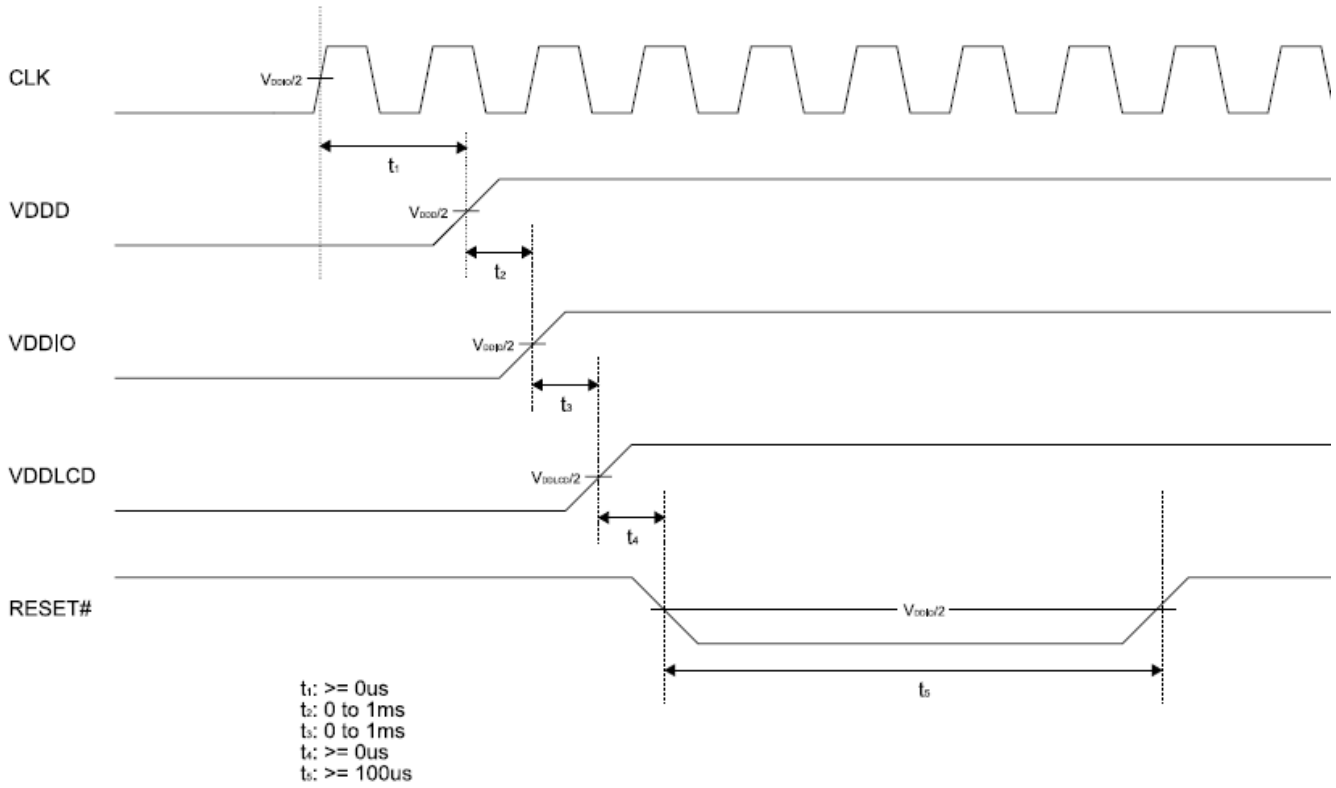 CLK
VDDIO/2
t1
VDDD
VDDD/2
t2
VDD|O
VDDIO/2
t3
VDDLCD
VDDLCD/2
t4
RESET#
VDDIO/2
t5
t1: >= 0us
t2: 0 to 1ms
t3: 0 to 1ms
t4: >= 0us
t5: >= 100us